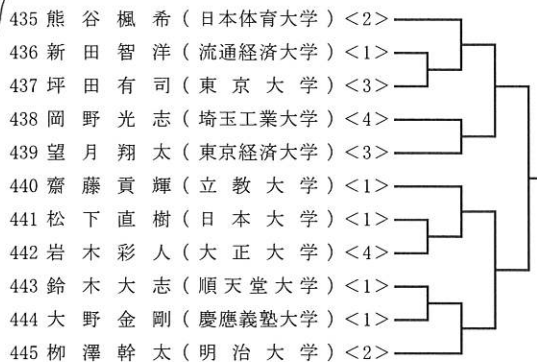 435 熊谷楓希 (日本体育大学) <2>
436 新田智洋 (流通経済大学) <1>
437 坪田有司 (東京大学) <3>
438 岡野光志 (埼玉工業大学) <4>
439 望月翔太 (東京経済大学) <3>
440 齋藤貢輝 (立教大学) <1>
441 松下直樹 (日本大学) <1>
442 岩木彩人 (大正大学) <4>
443 鈴木大志 (順天堂大学) <1>
444 大野金剛 (慶應義塾大学) <1>
445 栁澤幹太 (明治大学) <2>